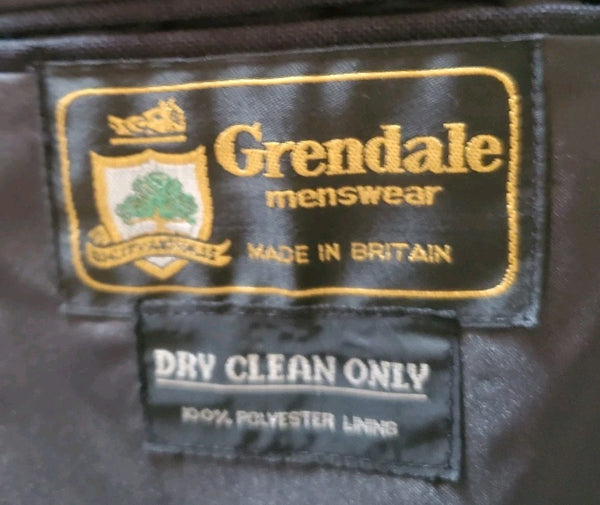 Grendale
menswear
MADE IN BRITAIN
DRY CLEAN ONLY
100% POLYESTER LINING